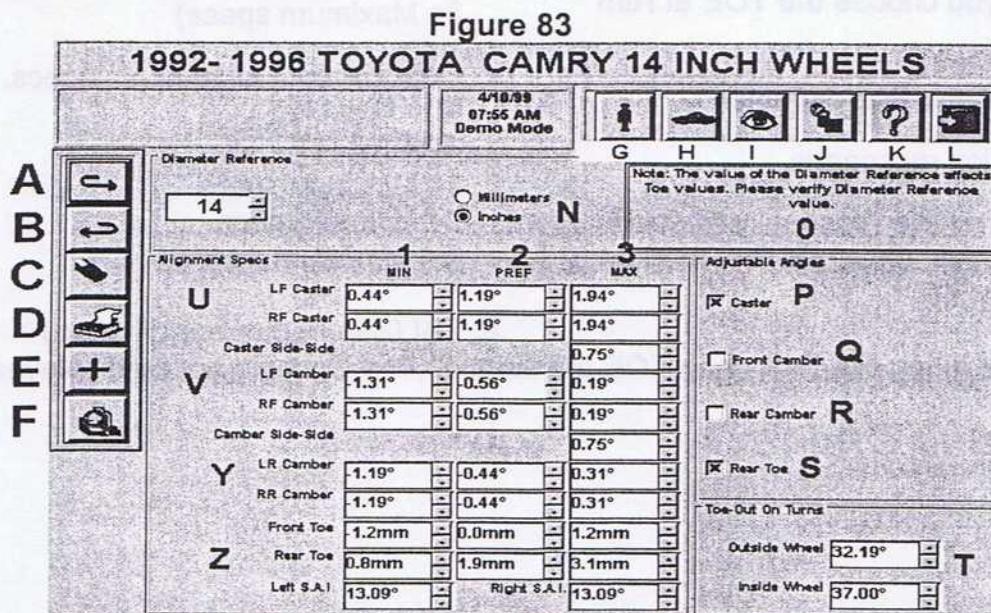 Figure 83
1992- 1996 TOYOTA CAMRY 14 INCH WHEELS
4/10/99
07:55 AM
Demo Mode
G H I J K L
A
B
C
D
E
F
Diameter Reference
14
Millimeters
Inches
N
Note: The value of the Diameter Reference affects
Toe values. Please verify Diameter Reference
value.
O
Alignment Specs
1 2 3
MIN PREF MAX
U LF Caster 0.44° 1.19° 1.94°
RF Caster 0.44° 1.19° 1.94°
Caster Side-Side 0.75°
V LF Camber -1.31° -0.56° 0.19°
RF Camber -1.31° -0.56° 0.19°
Camber Side-Side 0.75°
Y LR Camber -1.19° -0.44° 0.31°
RR Camber -1.19° -0.44° 0.31°
Front Toe -1.2mm 0.0mm 1.2mm
Z Rear Toe 0.8mm 1.9mm 3.1mm
Left S.A.I. 13.09° Right S.A.I. 13.09°
Adjustable Angles
Caster P
Front Camber Q
Rear Camber R
Rear Toe S
Toe-Out On Turns
Outside Wheel 32.19°
T
Inside Wheel 37.00°